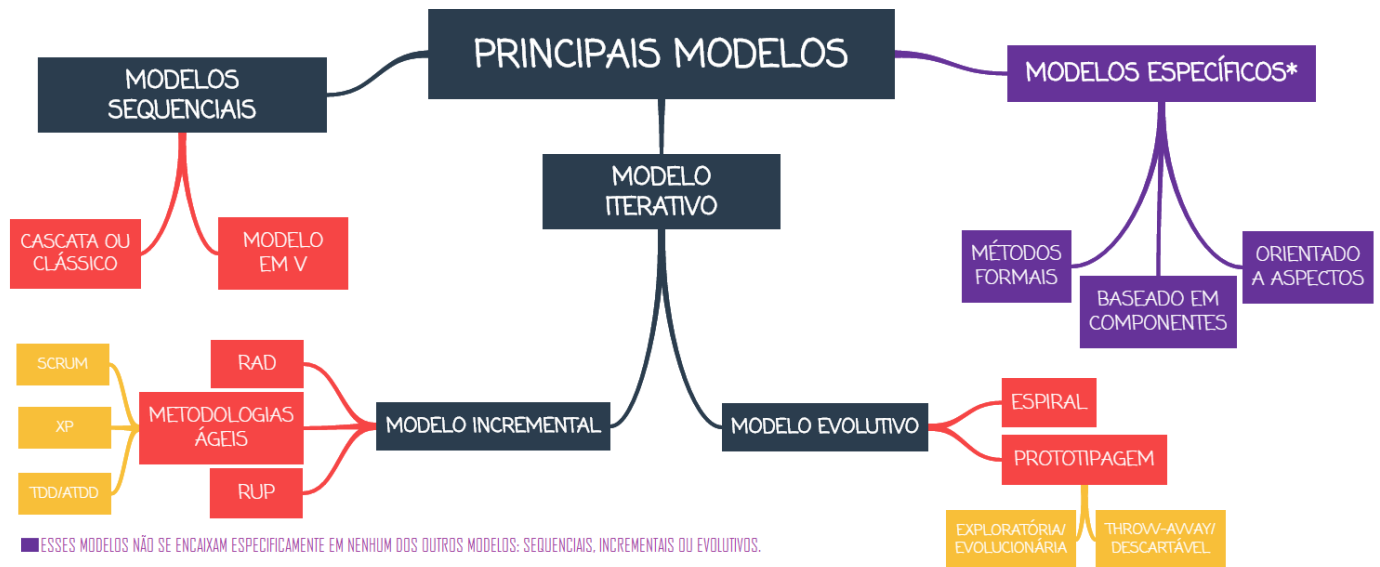 PRINCIPAIS MODELOS
MODELOS
SEQUENCIAIS
CASCATA OU
CLÁSSICO
MODELO
EM V
MODELO
ITERATIVO
MODELO INCREMENTAL
RAD
METODOLOGIAS
ÁGEIS
RUP
SCRUM
XP
TDD/ATDD
MODELO EVOLUTIVO
ESPIRAL
PROTOTIPAGEM
EXPLORATÓRIA/
EVOLUCIONÁRIA
THROW-AWAY/
DESCARTÁVEL
MODELOS ESPECÍFICOS*
MÉTODOS
FORMAIS
BASEADO EM
COMPONENTES
ORIENTADO
A ASPECTOS
ESSES MODELOS NÃO SE ENCAIXAM ESPECIFICAMENTE EM NENHUM DOS OUTROS MODELOS: SEQUENCIAIS, INCREMENTAIS OU EVOLUTIVOS.